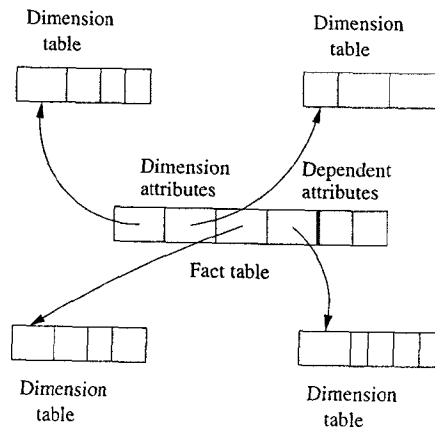 Dimension
table
Dimension
table
Dimension
attributes
Dependent
attributes
Fact table
Dimension
table
Dimension
table